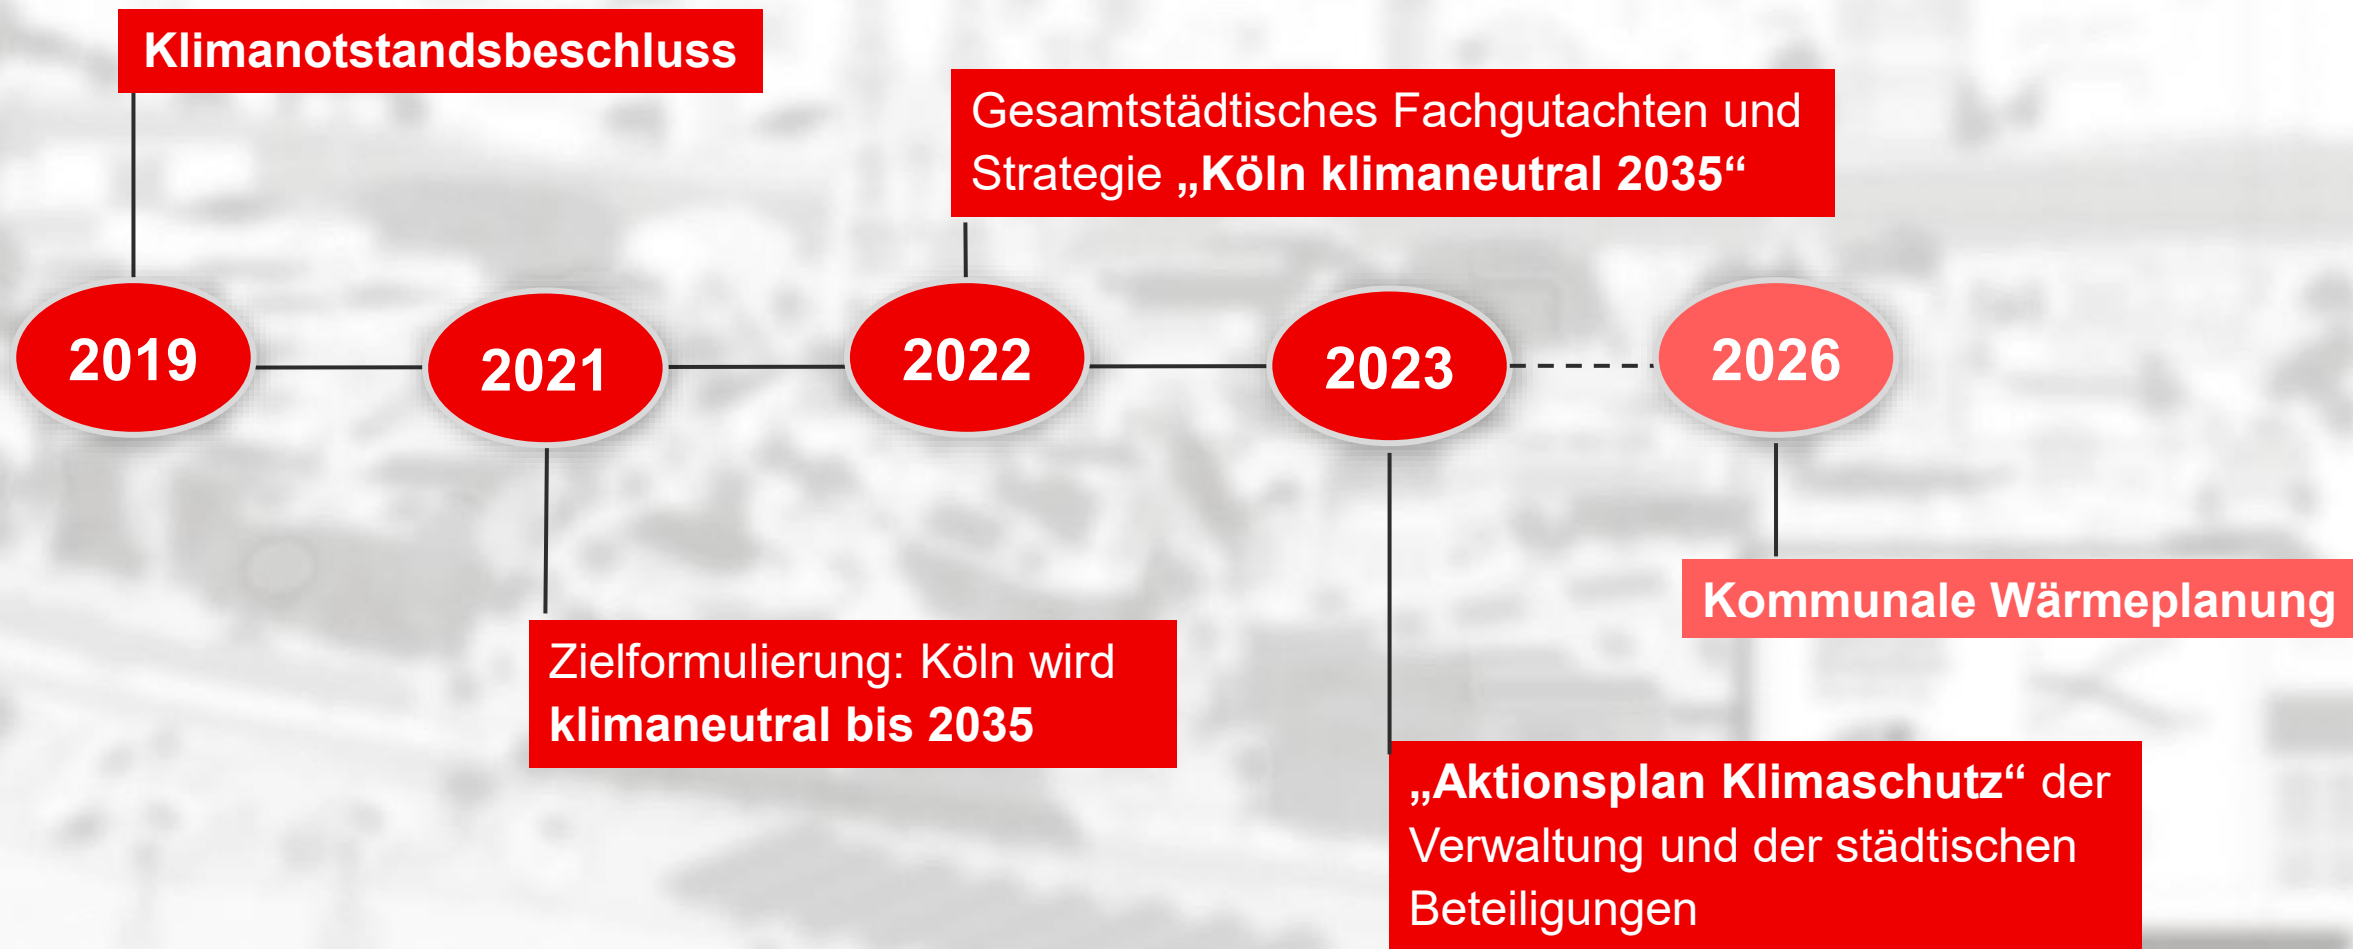 Klimanotstandsbeschluss
Gesamtstädtisches Fachgutachten und
Strategie „Köln klimaneutral 2035“
2019
2021
2022
2023
2026
Zielformulierung: Köln wird
klimaneutral bis 2035
Kommunale Wärmeplanung
„Aktionsplan Klimaschutz“ der
Verwaltung und der städtischen
Beteiligungen